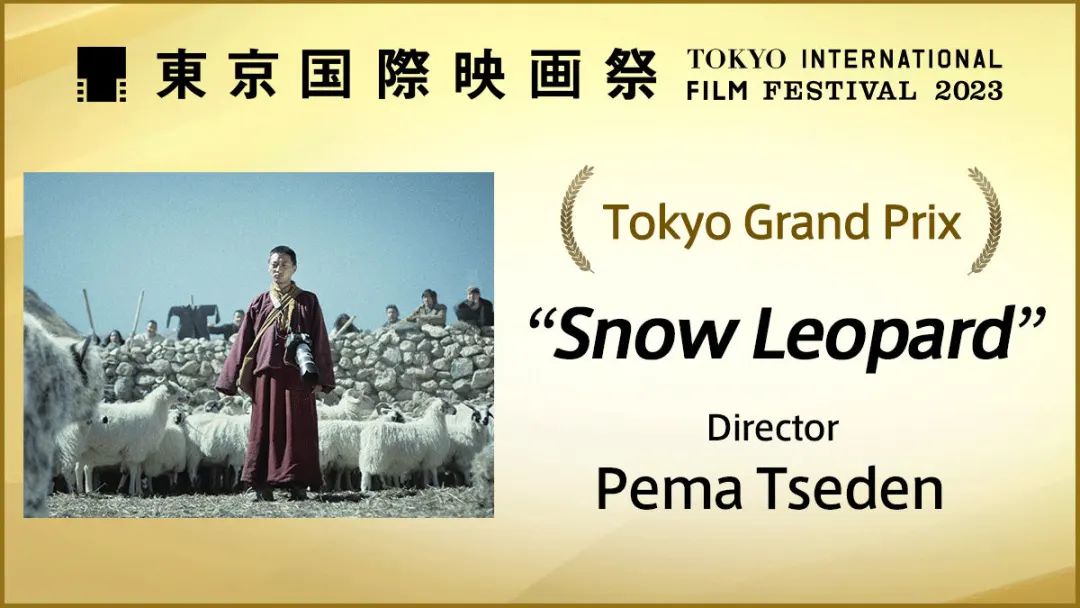 東京国際映画祭
TOKYO INTERNATIONAL
FILM FESTIVAL 2023
Tokyo Grand Prix
“Snow Leopard”
Director
Pema Tseden